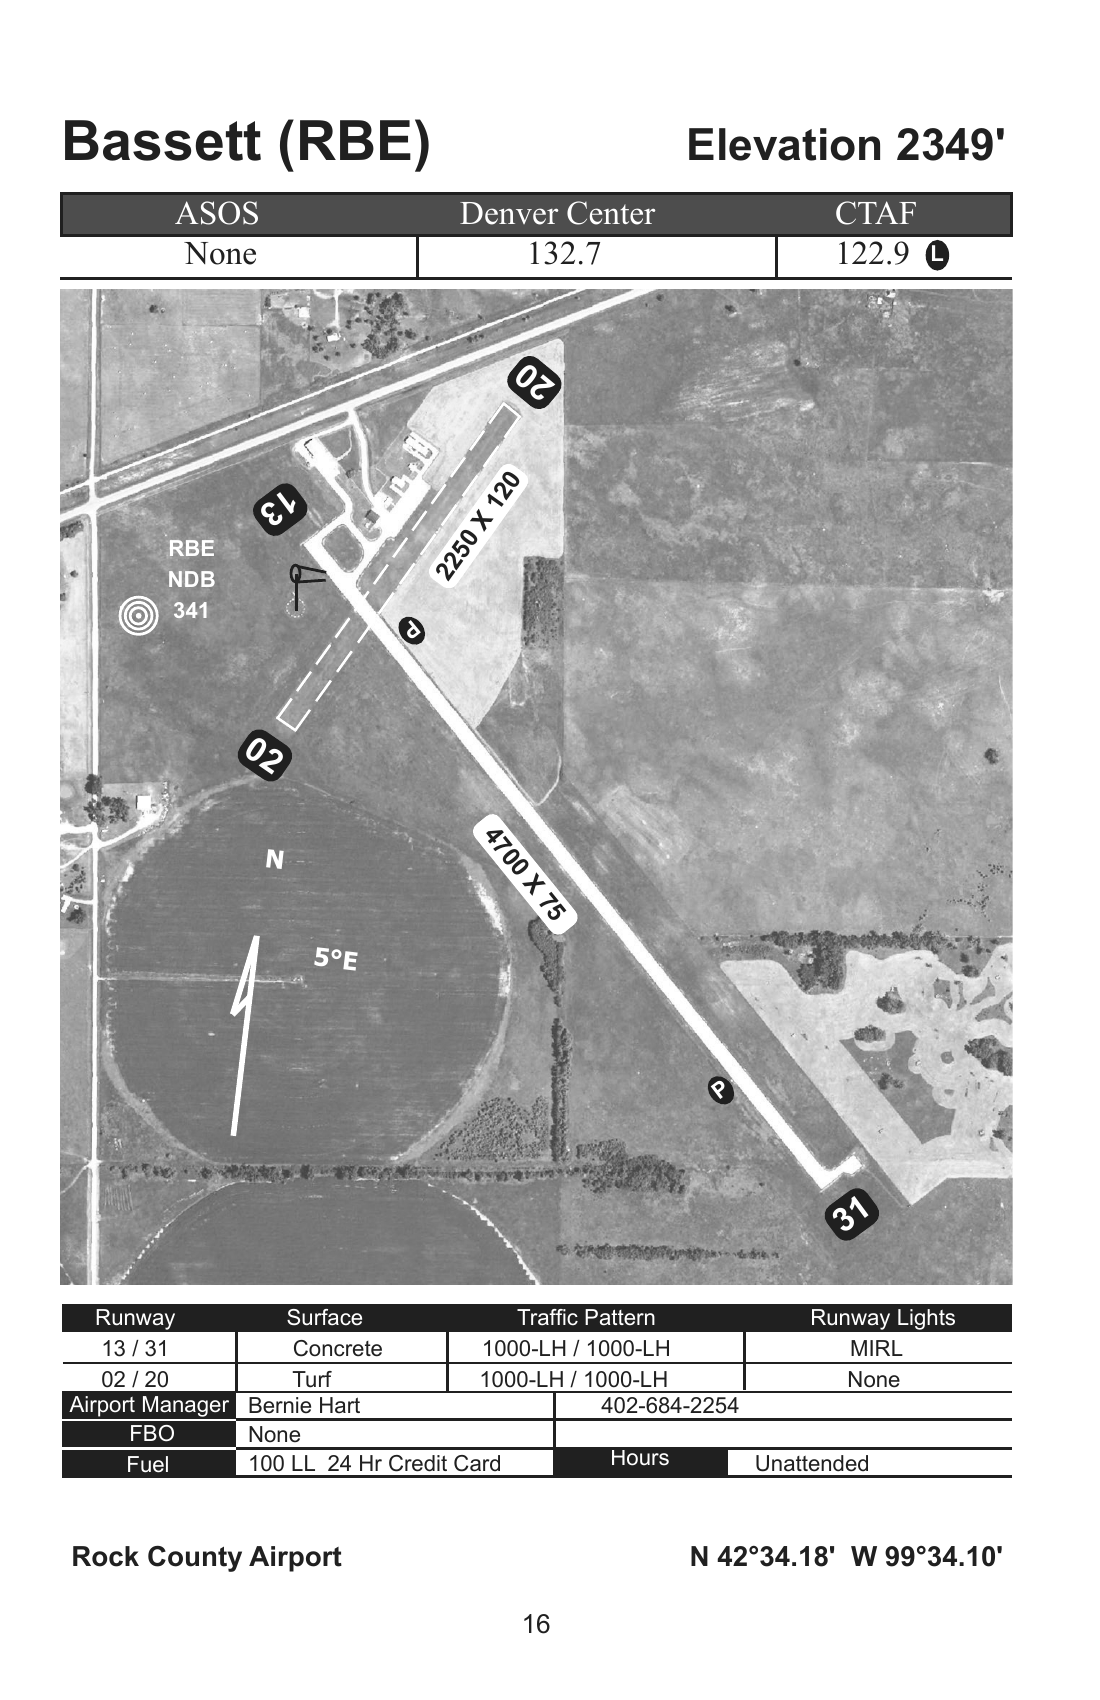 Bassett (RBE) Elevation 2349'
ASOS Denver Center CTAF
None 132.7 122.9 L
20
2250 X 120
13
RBE
NDB
341
P
02
4700 X 75
N
5°E
P
31
Runway Surface Traffic Pattern Runway Lights
13 / 31 Concrete 1000-LH / 1000-LH MIRL
02 / 20 Turf 1000-LH / 1000-LH None
Airport Manager Bernie Hart 402-684-2254
FBO None
Fuel 100 LL 24 Hr Credit Card Hours Unattended
Rock County Airport N 42°34.18' W 99°34.10'
16